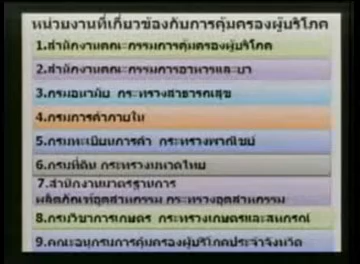 หน่วยงานที่เกี่ยวข้องกับการคุ้มครองผู้บริโภค
1.สำนักงานคณะกรรมการคุ้มครองผู้บริโภค
2.สำนักงานคณะกรรมการอาหารและยา
3.กรมอนามัย กระทรวงสาธารณสุข
4.กรมการค้าภายใน
5.กรมทะเบียนการค้า กระทรวงพาณิชย์
6.กรมที่ดิน กระทรวงมหาดไทย
7.สำนักงานมาตรฐานการ
ผลิตภัณฑ์อุตสาหกรรม กระทรวงอุตสาหกรรม
8.กรมวิชาการเกษตร กระทรวงเกษตรและสหกรณ์
9.คณะอนุกรมการคุ้มครองผู้บริโภคประจำจังหวัด